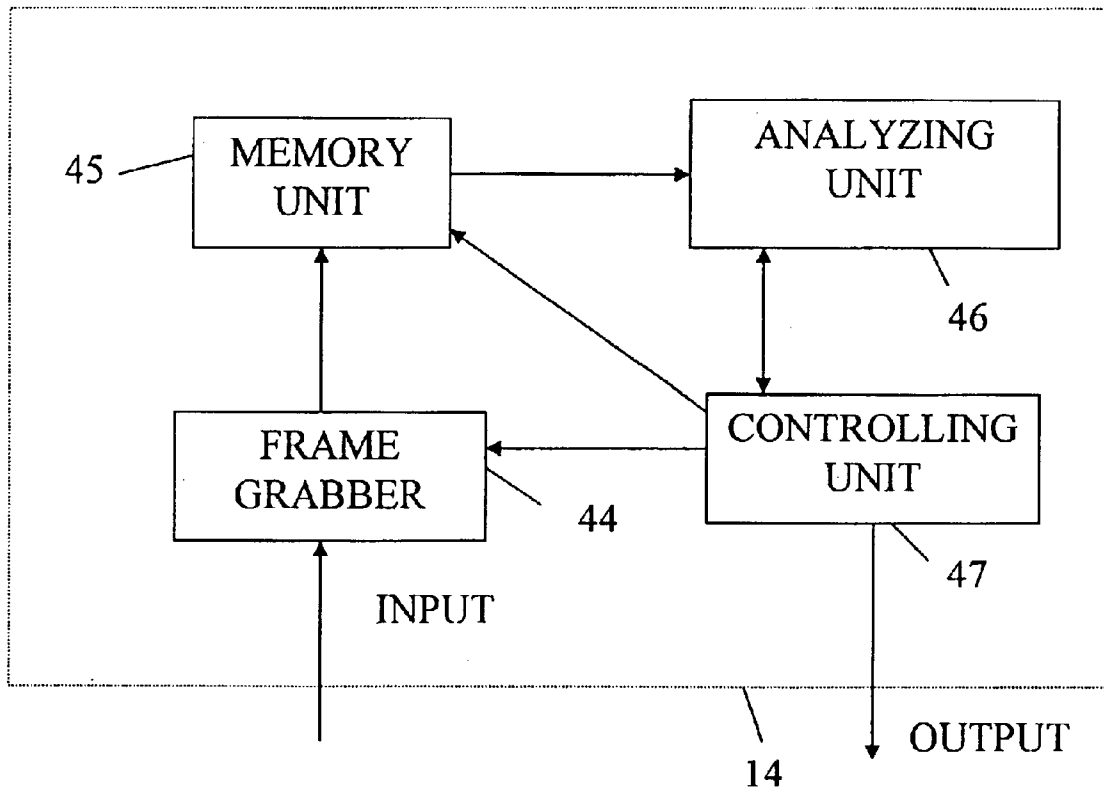 45
MEMORY
UNIT
ANALYZING
UNIT
46
FRAME
GRABBER
44
CONTROLLING
UNIT
47
INPUT
OUTPUT
14